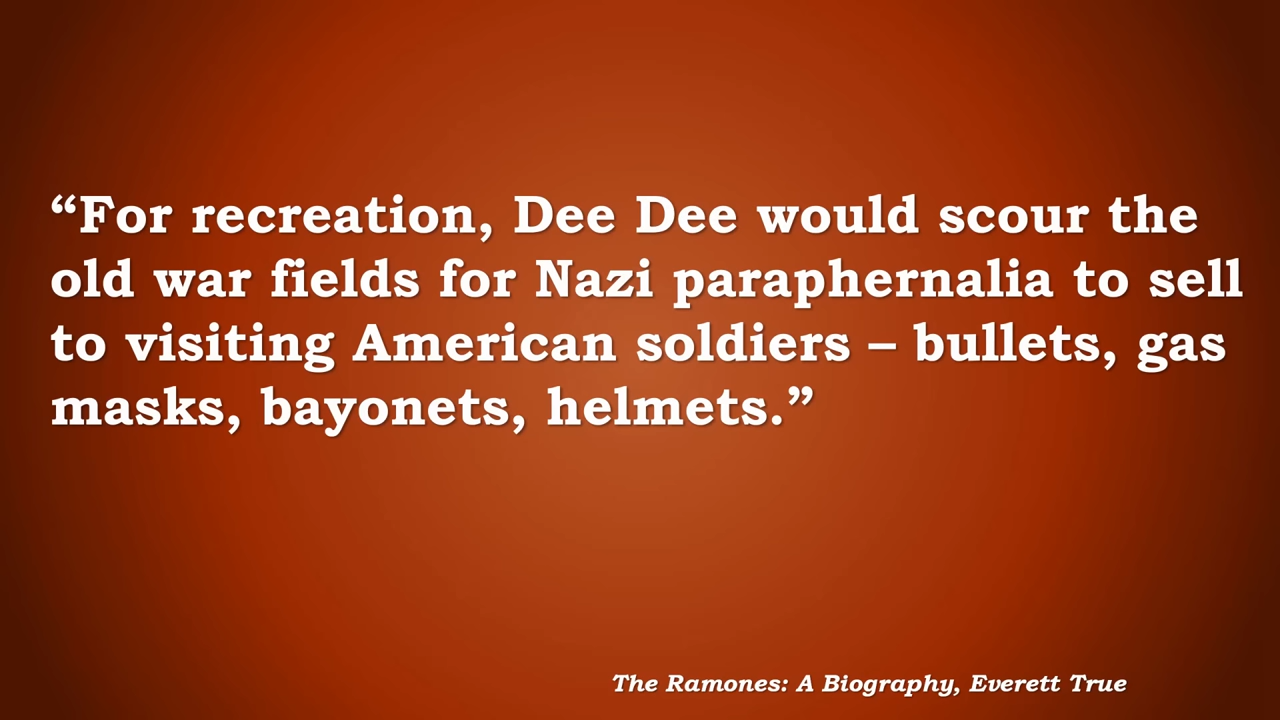 “For recreation, Dee Dee would scour the
old war fields for Nazi paraphernalia to sell
to visiting American soldiers – bullets, gas
masks, bayonets, helmets.”
The Ramones: A Biography, Everett True